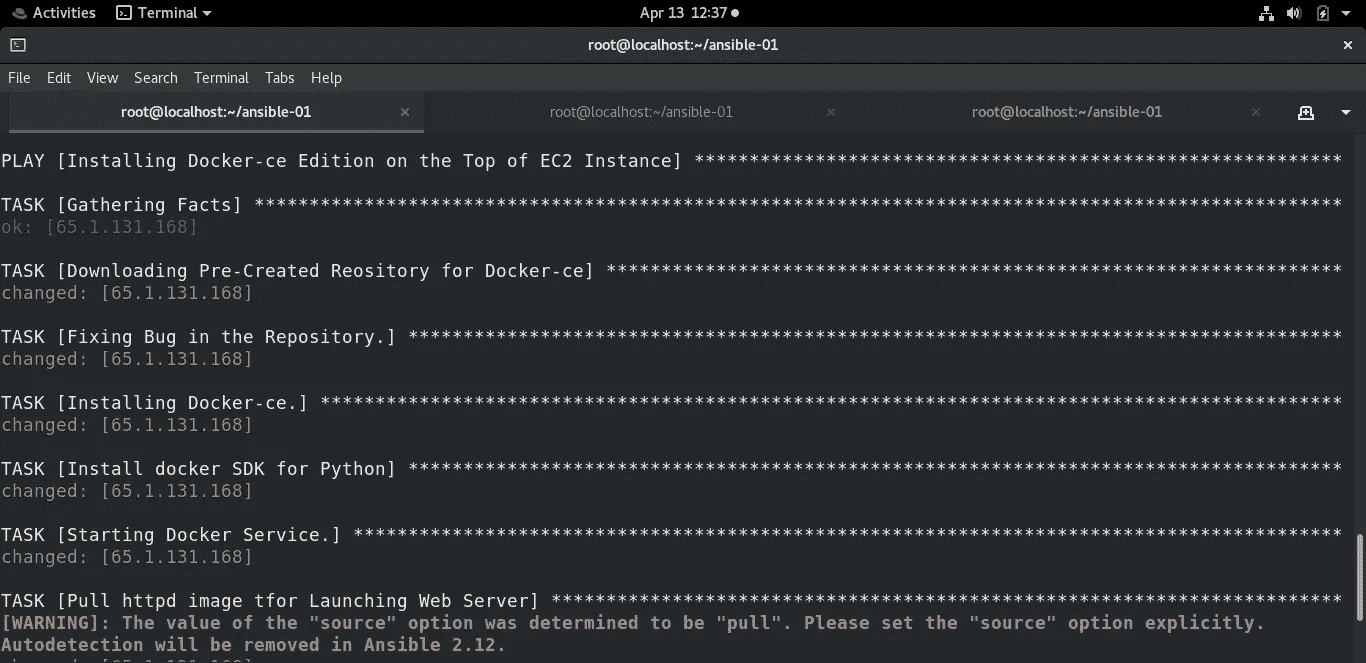 Activities Terminal Apr 13 12:37
root@localhost:~/ansible-01
File Edit View Search Terminal Tabs Help
root@localhost:~/ansible-01 root@localhost:~/ansible-01 root@localhost:~/ansible-01
PLAY [Installing Docker-ce Edition on the Top of EC2 Instance] ***********************************************************
TASK [Gathering Facts] ***************************************************************************************************
ok: [65.1.131.168]
TASK [Downloading Pre-Created Reository for Docker-ce] *******************************************************************
changed: [65.1.131.168]
TASK [Fixing Bug in the Repository.] *************************************************************************************
changed: [65.1.131.168]
TASK [Installing Docker-ce.] *********************************************************************************************
changed: [65.1.131.168]
TASK [Install docker SDK for Python] *************************************************************************************
changed: [65.1.131.168]
TASK [Starting Docker Service.] ******************************************************************************************
changed: [65.1.131.168]
TASK [Pull httpd image tfor Launching Web Server] ************************************************************************
[WARNING]: The value of the "source" option was determined to be "pull". Please set the "source" option explicitly.
Autodetection will be removed in Ansible 2.12.